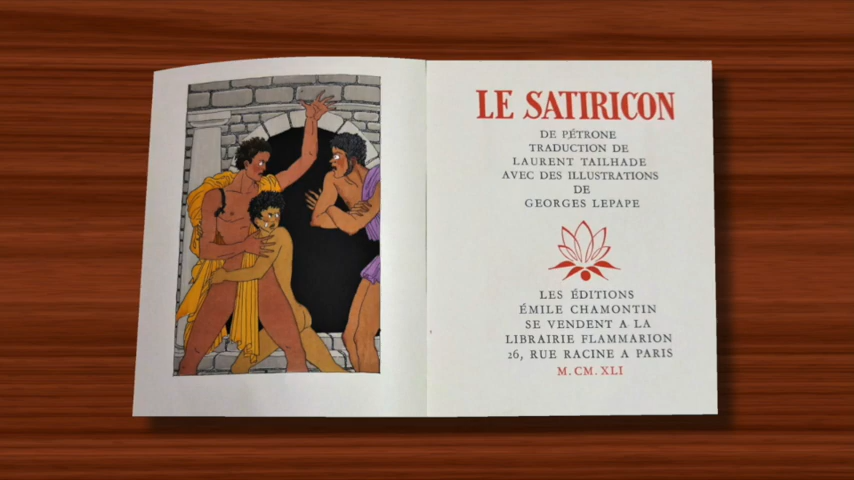 LE SATIRICON
DE PÉTRONE
TRADUCTION DE
LAURENT TAILHADE
AVEC DES ILLUSTRATIONS
DE
GEORGES LEPAPE
LES ÉDITIONS
ÉMILE CHAMONTIN
SE VENDENT A LA
LIBRAIRIE FLAMMARION
26, RUE RACINE A PARIS
M. CM. XLI